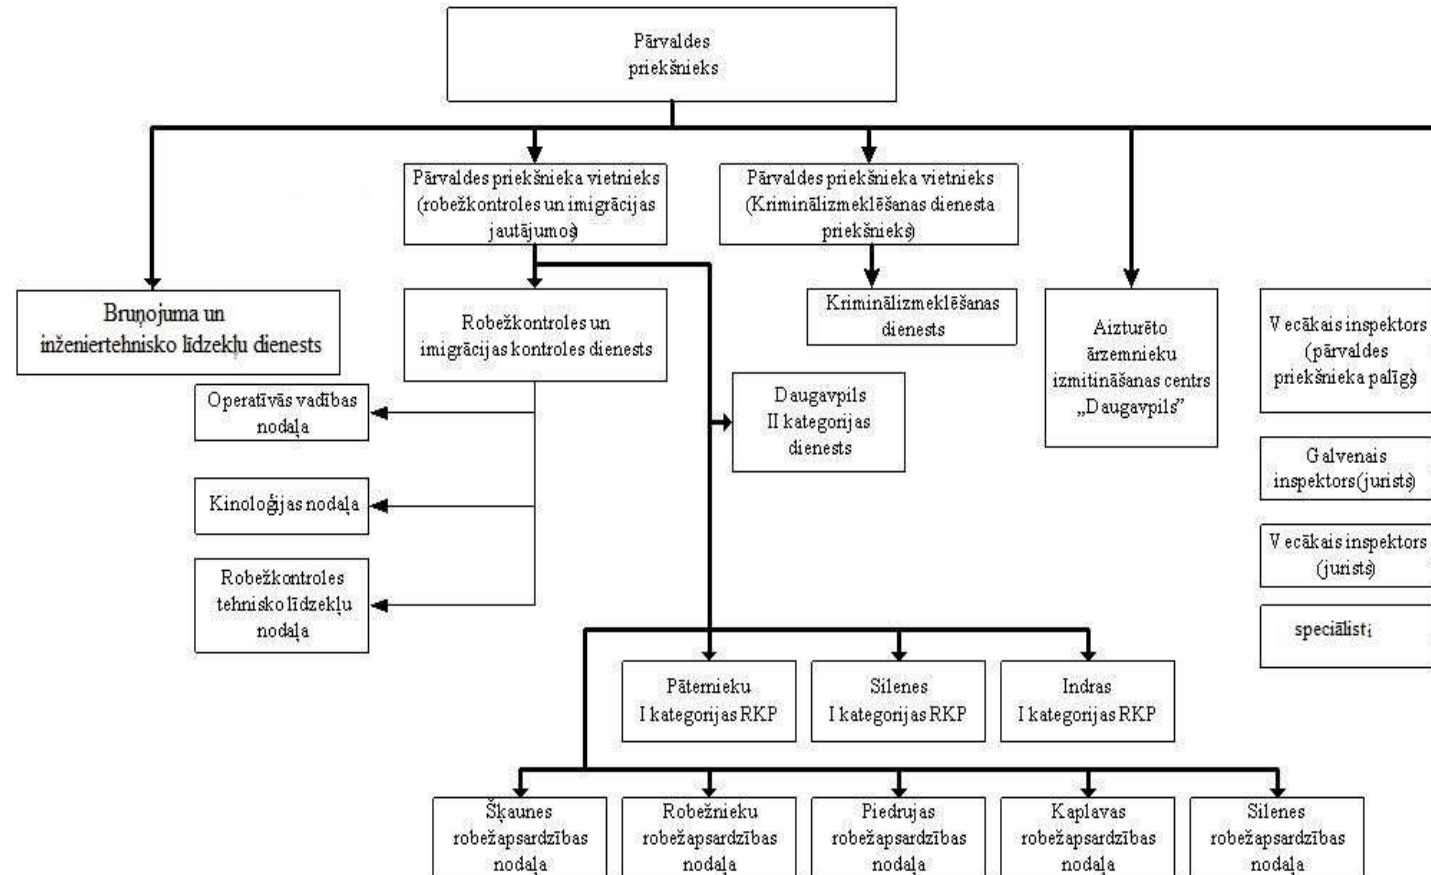 Pārvaldes
priekšnieks
Pārvaldes priekšnieka vietnieks
(robežkontroles un imigrācijas
jautājumos)
Pārvaldes priekšnieka vietnieks
(Kriminālizmeklēšanas dienesta
priekšnieks)
Bruņojuma un
inženiertehnisko līdzekļu dienests
Robežkontroles un
imigrācijas kontroles dienests
Kriminālizmeklēšanas
dienests
Aizturēto
ārzemnieku
izmitināšanas centrs
„Daugavpils”
Vecākais inspektors
(pārvaldes
priekšnieka palīgs)
Operatīvās vadības
nodaļa
Daugavpils
II kategorijas
dienests
Galvenais
inspektors(jurists)
Kinoloģijas nodaļa
Vecākais inspektors
(jurists)
Robežkontroles
tehnisko līdzekļu
nodaļa
speciālisti
Pāternieku
I kategorijas RKP
Silenes
I kategorijas RKP
Indras
I kategorijas RKP
Šķaunes
robežapsardzības
nodaļa
Robežnieku
robežapsardzības
nodaļa
Piedrujas
robežapsardzības
nodaļa
Kaplavas
robežapsardzības
nodaļa
Silenes
robežapsardzības
nodaļa